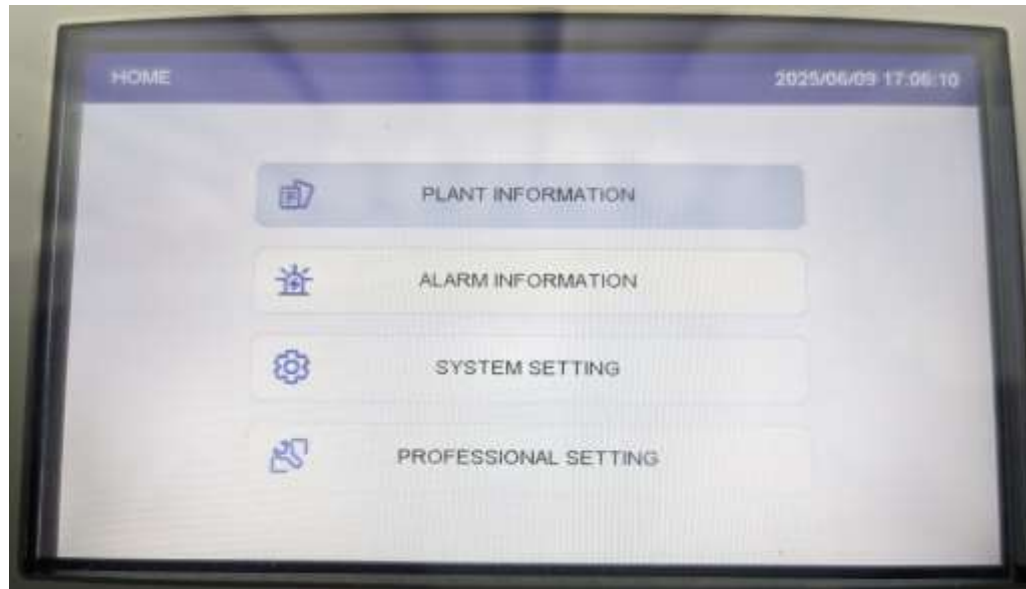 HOME
2025/06/09 17:06:10
PLANT INFORMATION
ALARM INFORMATION
SYSTEM SETTING
PROFESSIONAL SETTING